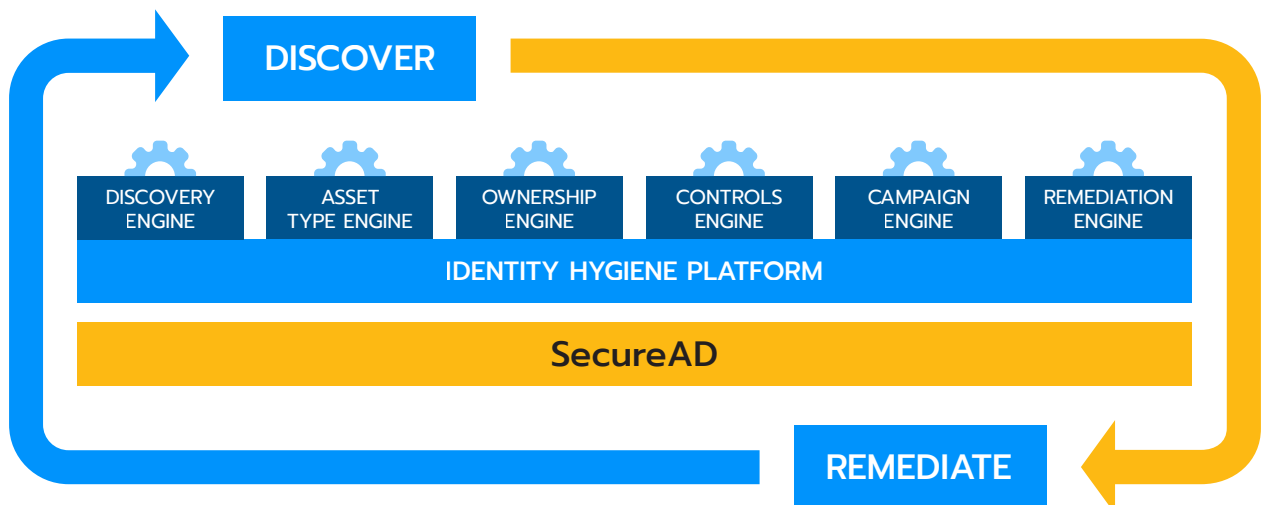 DISCOVER
DISCOVERY
ENGINE
ASSET
TYPE ENGINE
OWNERSHIP
ENGINE
CONTROLS
ENGINE
CAMPAIGN
ENGINE
REMEDIATION
ENGINE
IDENTITY HYGIENE PLATFORM
SecureAD
REMEDIATE